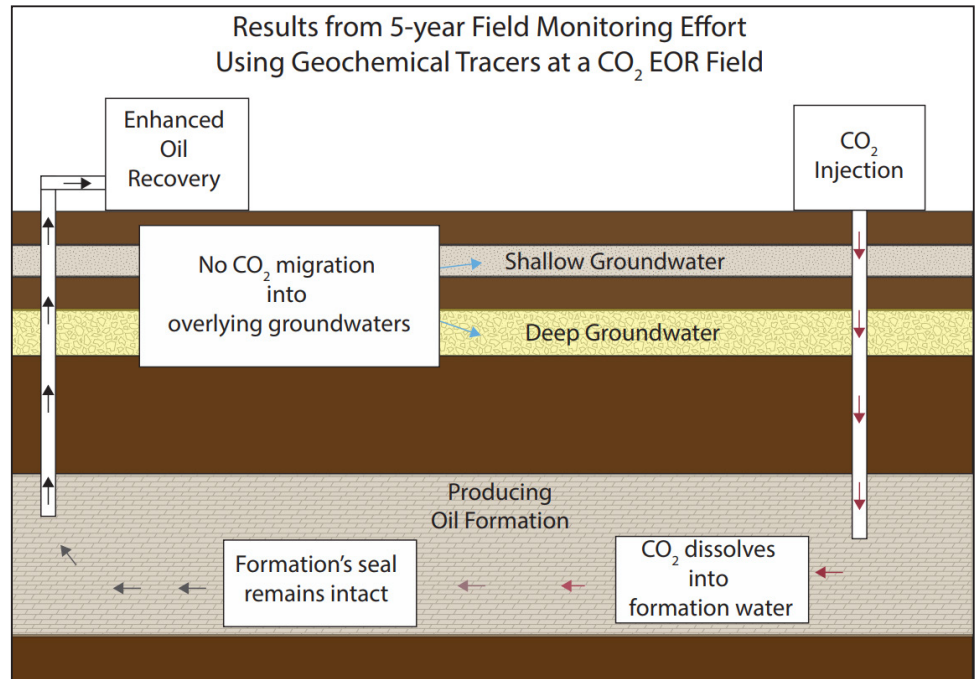 Results from 5-year Field Monitoring Effort
Using Geochemical Tracers at a CO₂ EOR Field
Enhanced
Oil
Recovery
CO₂
Injection
No CO₂ migration
into
overlying groundwaters
Shallow Groundwater
Deep Groundwater
Producing
Oil Formation
Formation’s seal
remains intact
CO₂ dissolves
into
formation water